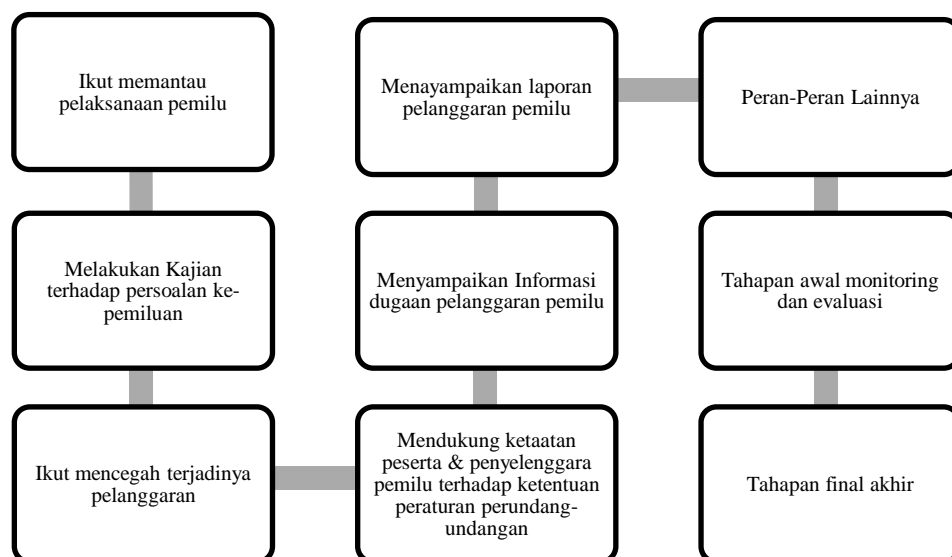 Ikut memantau
pelaksanaan pemilu
Melakukan Kajian
terhadap persoalan ke-
pemiluan
Ikut mencegah terjadinya
pelanggaran
Mendukung ketaatan
peserta & penyelenggara
pemilu terhadap ketentuan
peraturan perundang-
undangan
Menyampaikan Informasi
dugaan pelanggaran pemilu
Menayampaikan laporan
pelanggaran pemilu
Peran-Peran Lainnya
Tahapan awal monitoring
dan evaluasi
Tahapan final akhir